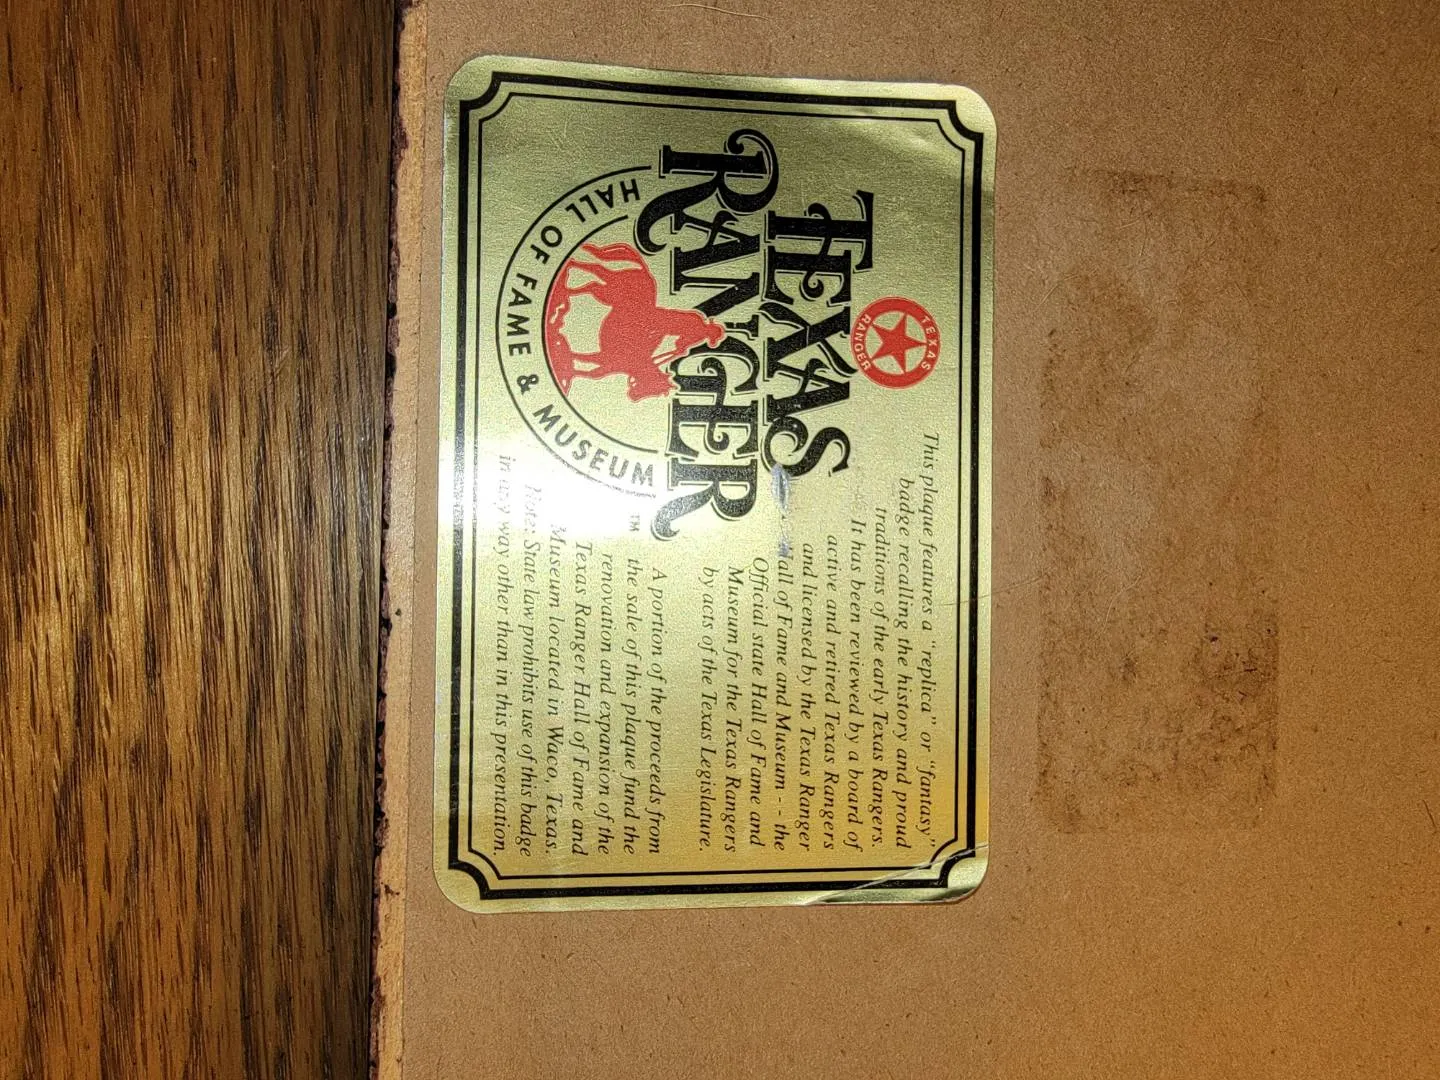 TEXAS
RANGER
TEXAS
RANGER
HALL OF FAME & MUSEUM ™
This plaque features a "replica" or "fantasy"
badge recalling the history and proud
traditions of the early Texas Rangers.
It has been reviewed by a board of
active and retired Texas Rangers
and licensed by the Texas Ranger
Hall of Fame and Museum - - the
Official state Hall of Fame and
Museum for the Texas Rangers
by acts of the Texas Legislature.
A portion of the proceeds from
the sale of this plaque fund the
renovation and expansion of the
Texas Ranger Hall of Fame and
Museum located in Waco, Texas.
Note: State law prohibits use of this badge
in any way other than in this presentation.